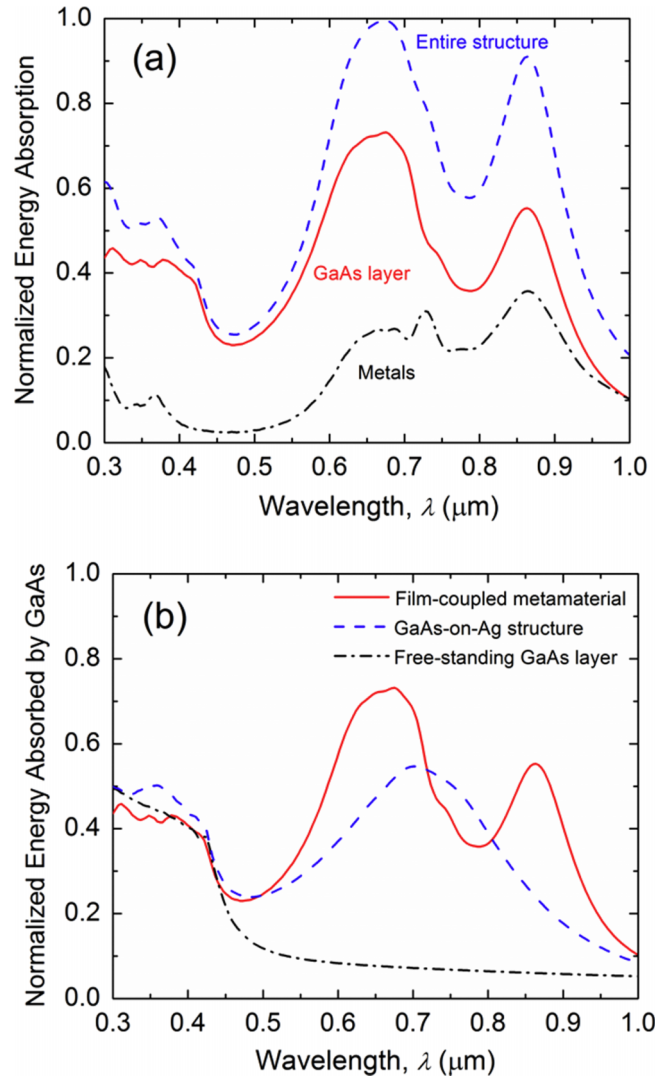 (a)
Entire structure
GaAs layer
Metals
Normalized Energy Absorption
1.0
0.8
0.6
0.4
0.2
0.0
0.3 0.4 0.5 0.6 0.7 0.8 0.9 1.0
Wavelength, λ (μm)
(b)
Film-coupled metamaterial
GaAs-on-Ag structure
Free-standing GaAs layer
Normalized Energy Absorbed by GaAs
1.0
0.8
0.6
0.4
0.2
0.0
0.3 0.4 0.5 0.6 0.7 0.8 0.9 1.0
Wavelength, λ (μm)